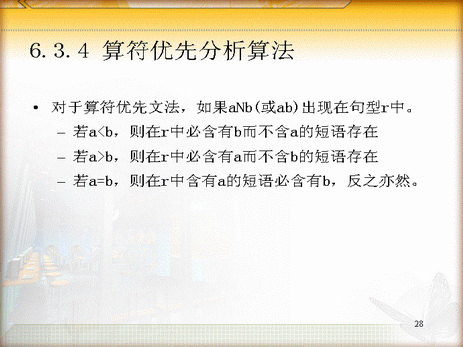 6.3.4 算符优先分析算法
• 对于算符优先文法，如果aNb(或ab)出现在句型r中。
– 若a<b，则在r中必含有b而不含a的短语存在
– 若a>b，则在r中必含有a而不含b的短语存在
– 若a=b，则在r中含有a的短语必含有b，反之亦然。
28